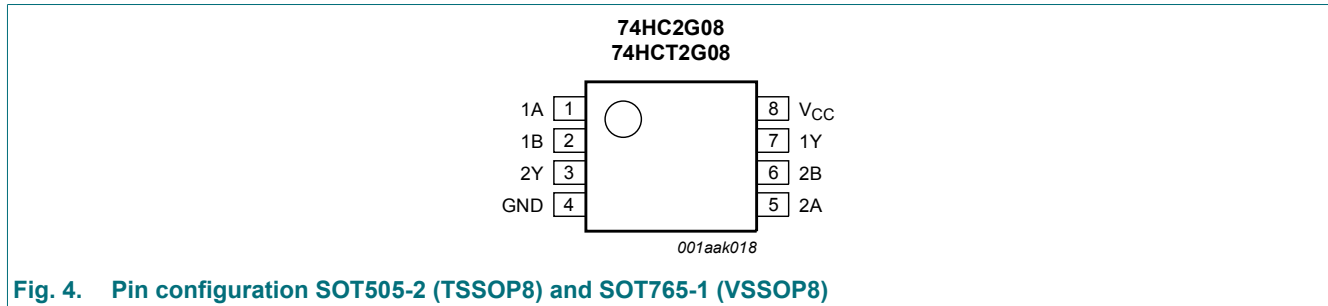 74HC2G08
74HCT2G08
1A 1 8 VCC
1B 2 7 1Y
2Y 3 6 2B
GND 4 5 2A
001aak018
Fig. 4. Pin configuration SOT505-2 (TSSOP8) and SOT765-1 (VSSOP8)